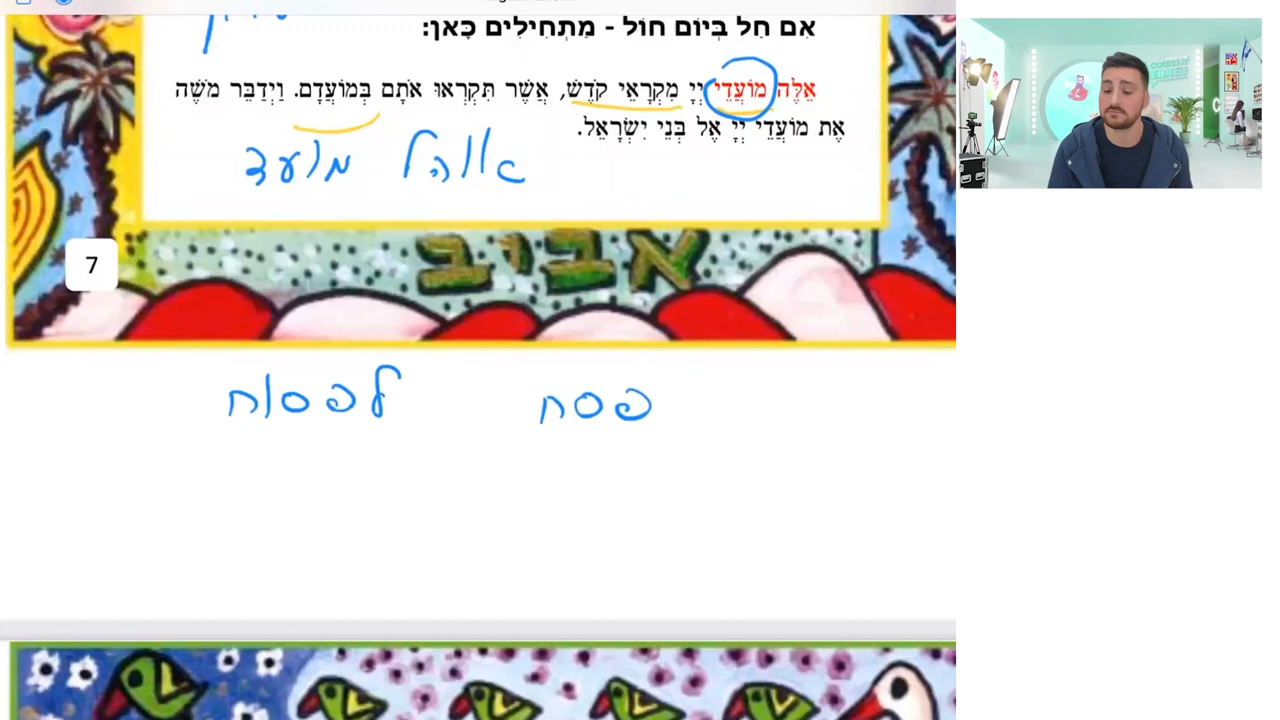 אִם חַל בְּיוֹם חוֹל - מַתְחִילִים כָּאן:
אֵלֶּה מוֹעֲדֵי יְיָ מִקְרָאֵי קֹדֶשׁ, אֲשֶׁר תִּקְרְאוּ אֹתָם בְּמוֹעֲדָם. וַיְדַבֵּר מֹשֶׁה
אֶת מוֹעֲדֵי יְיָ אֶל בְּנֵי יִשְׂרָאֵל.
אוהל מועד
7
אביב
פסח לפסוח